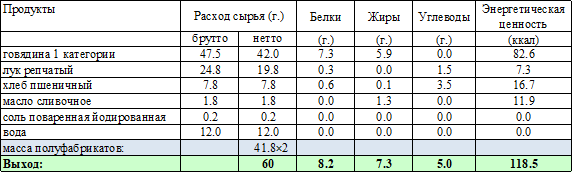 Продукты Расход сырья (г.) Белки Жиры Углеводы Энергетическая ценность
брутто нетто (г.) (г.) (г.) (ккал)
говядина 1 категории 47.5 42.0 7.3 5.9 0.0 82.6
лук репчатый 24.8 19.8 0.3 0.0 1.5 7.3
хлеб пшеничный 7.8 7.8 0.6 0.1 3.5 16.7
масло сливочное 1.8 1.8 0.0 1.3 0.0 11.9
соль поваренная йодированная 0.2 0.2 0.0 0.0 0.0 0.0
вода 12.0 12.0 0.0 0.0 0.0 0.0
масса полуфабрикатов: 41.8×2
Выход: 60 8.2 7.3 5.0 118.5